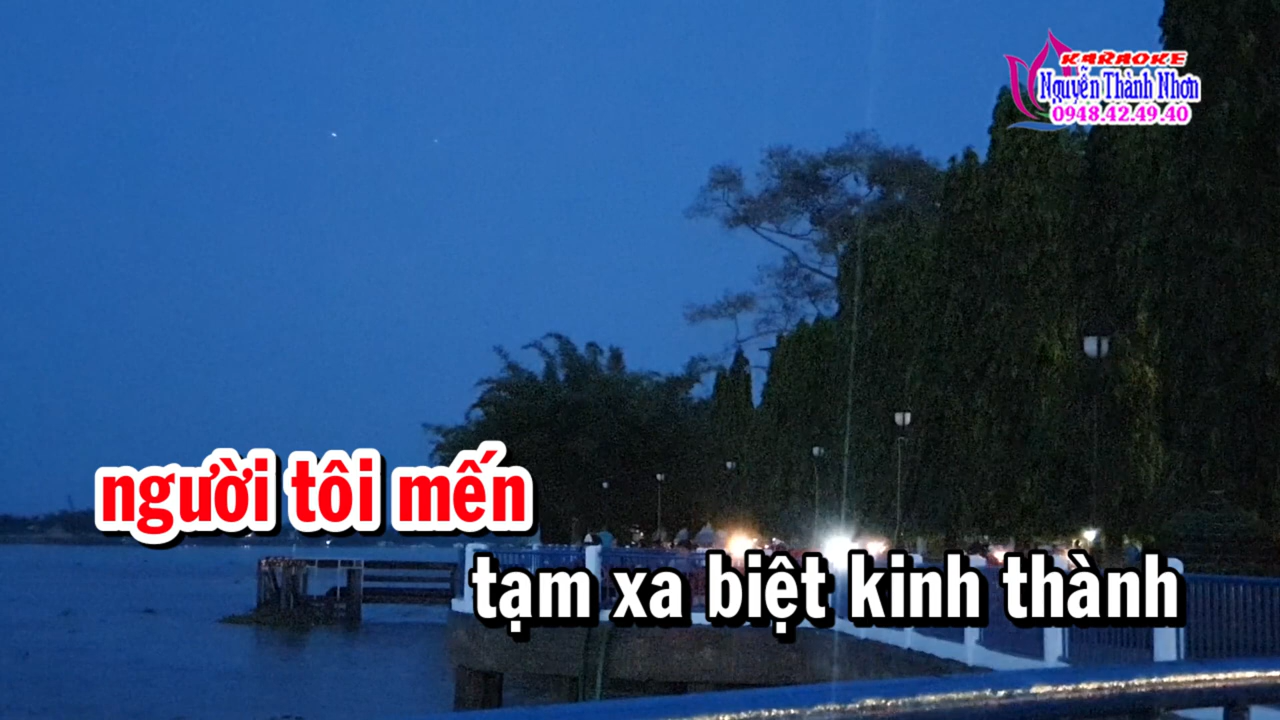 KARAOKE
Nguyễn Thành Nhơn
0948.42.49.40
người tôi mến
tạm xa biệt kinh thành